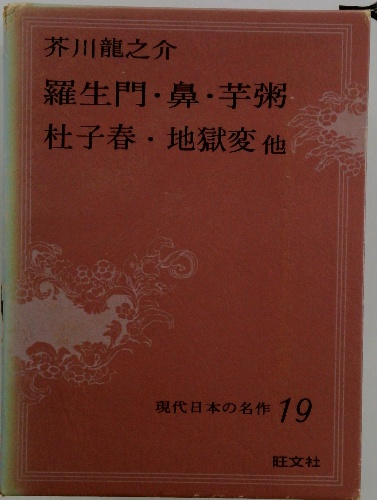 芥川龍之介
羅生門・鼻・芋粥
杜子春・地獄変 他
現代日本の名作 19
旺文社